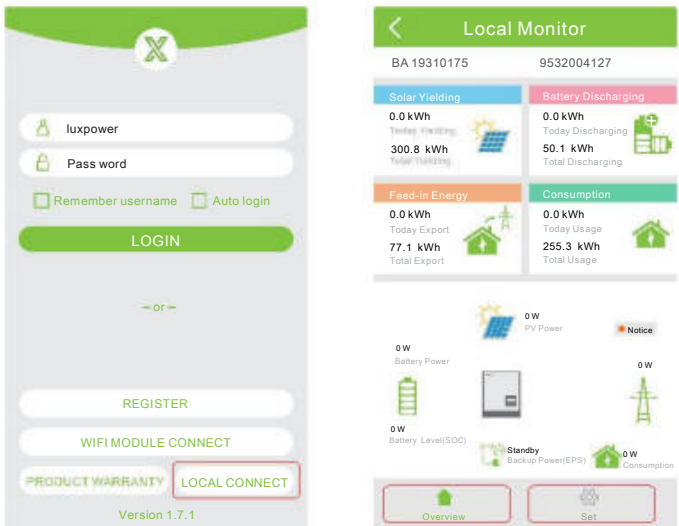 X
luxpower
Pass word
Remember username
Auto login
LOGIN
or
REGISTER
WIFI MODULE CONNECT
PRODUCT WARRANTY
LOCAL CONNECT
Version 1.7.1
Local Monitor
BA 19310175
9532004127
Solar Yielding
0.0 kWh
Today Yielding
300.8 kWh
Total Yielding
Battery Discharging
0.0 kWh
Today Discharging
50.1 kWh
Total Discharging
Feed-in Energy
0.0 kWh
Today Export
77.1 kWh
Total Export
Consumption
0.0 kWh
Today Usage
255.3 kWh
Total Usage
0 W
PV Power
Notice
0 W
Battery Power
0 W
0 W
Battery Level(SOC)
Standby
Backup Power(EPS)
0 W
Consumption
Overview
Set